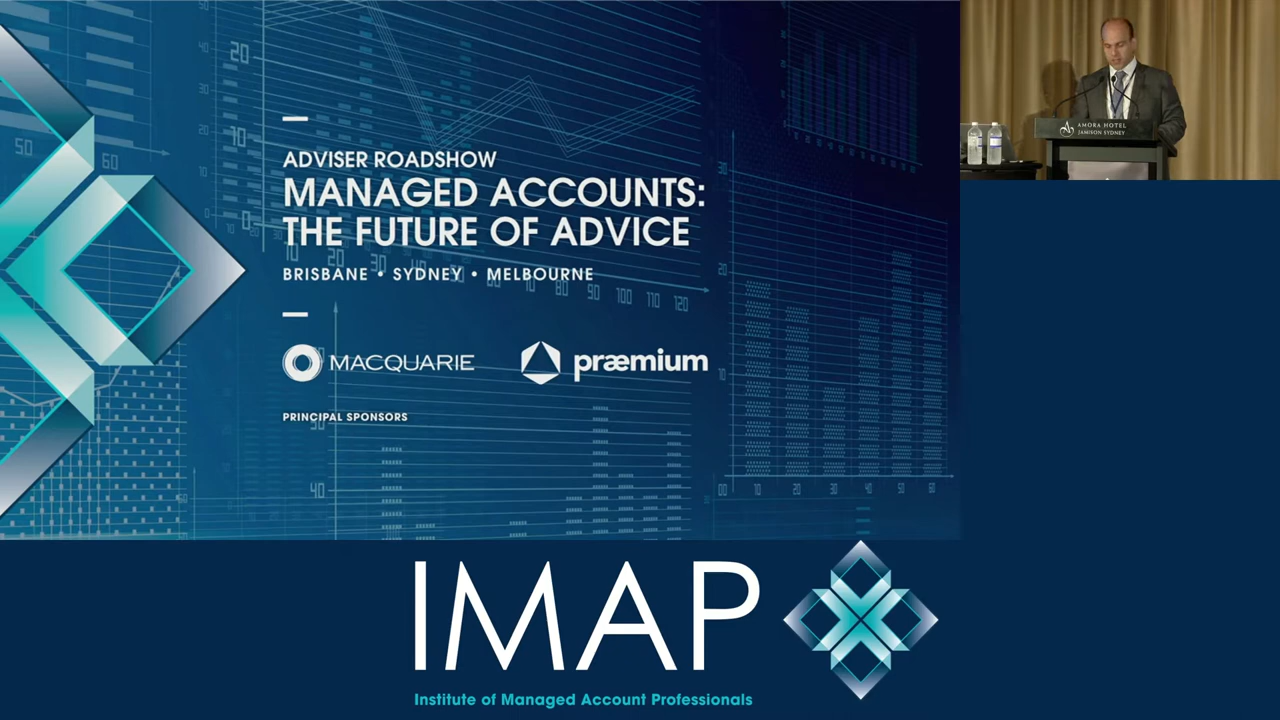 ADVISER ROADSHOW
MANAGED ACCOUNTS:
THE FUTURE OF ADVICE
BRISBANE • SYDNEY • MELBOURNE
MACQUARIE
præmium
PRINCIPAL SPONSORS
AMORA HOTEL
JAMISON SYDNEY
IMAP
Institute of Managed Account Professionals